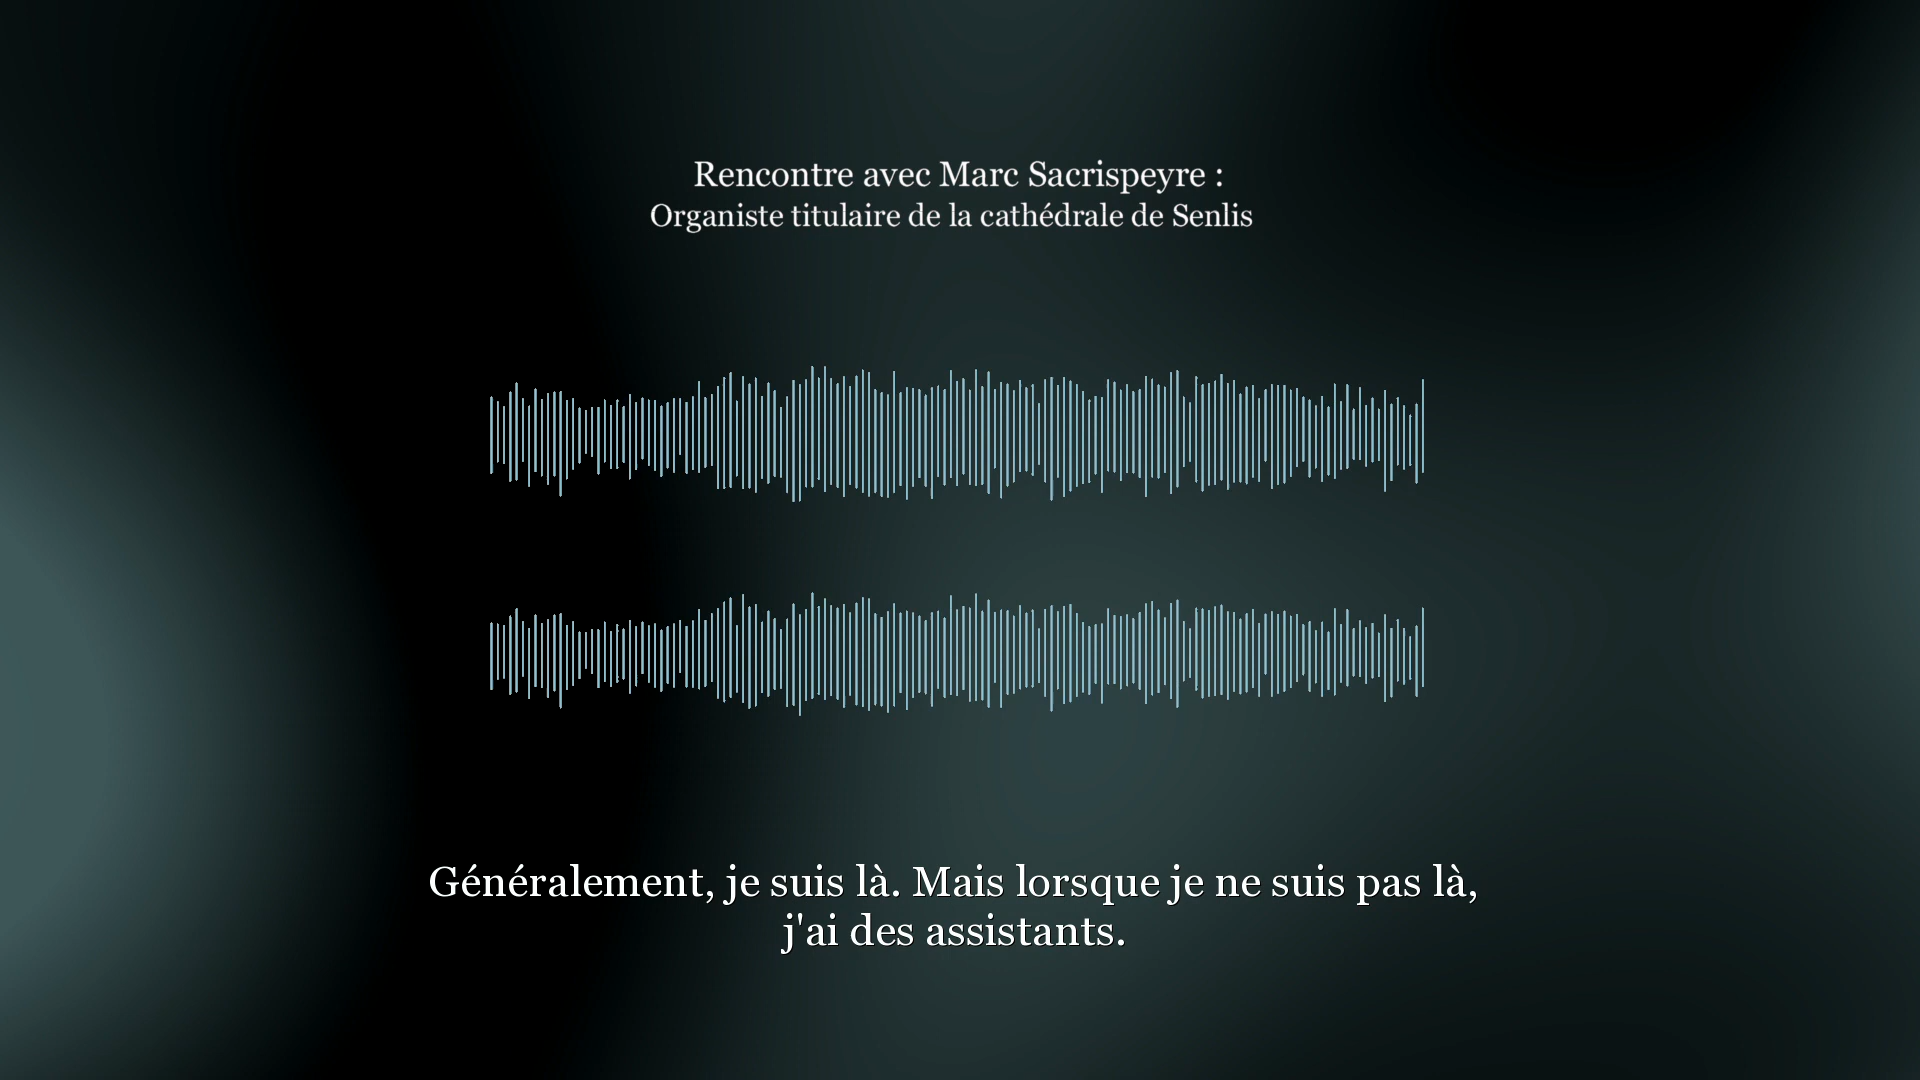 Rencontre avec Marc Sacrispeyre :
Organiste titulaire de la cathédrale de Senlis
Généralement, je suis là. Mais lorsque je ne suis pas là,
j'ai des assistants.